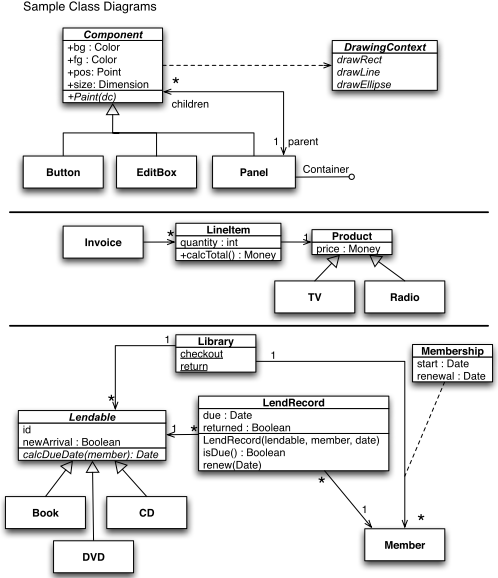 Sample Class Diagrams
Component
+bg : Color
+fg : Color
+pos: Point
+size: Dimension
+Paint(dc)
DrawingContext
drawRect
drawLine
drawEllipse
*
children
1
parent
Button
EditBox
Panel
Container
Invoice
*
LineItem
quantity : int
+calcTotal() : Money
1
Product
price : Money
TV
Radio
Library
checkout
return
1
1
Membership
start : Date
renewal : Date
*
Lendable
id
newArrival : Boolean
calcDueDate(member): Date
1
*
LendRecord
due : Date
returned : Boolean
LendRecord(lendable, member, date)
isDue() : Boolean
renew(Date)
*
1
*
Book
CD
DVD
Member